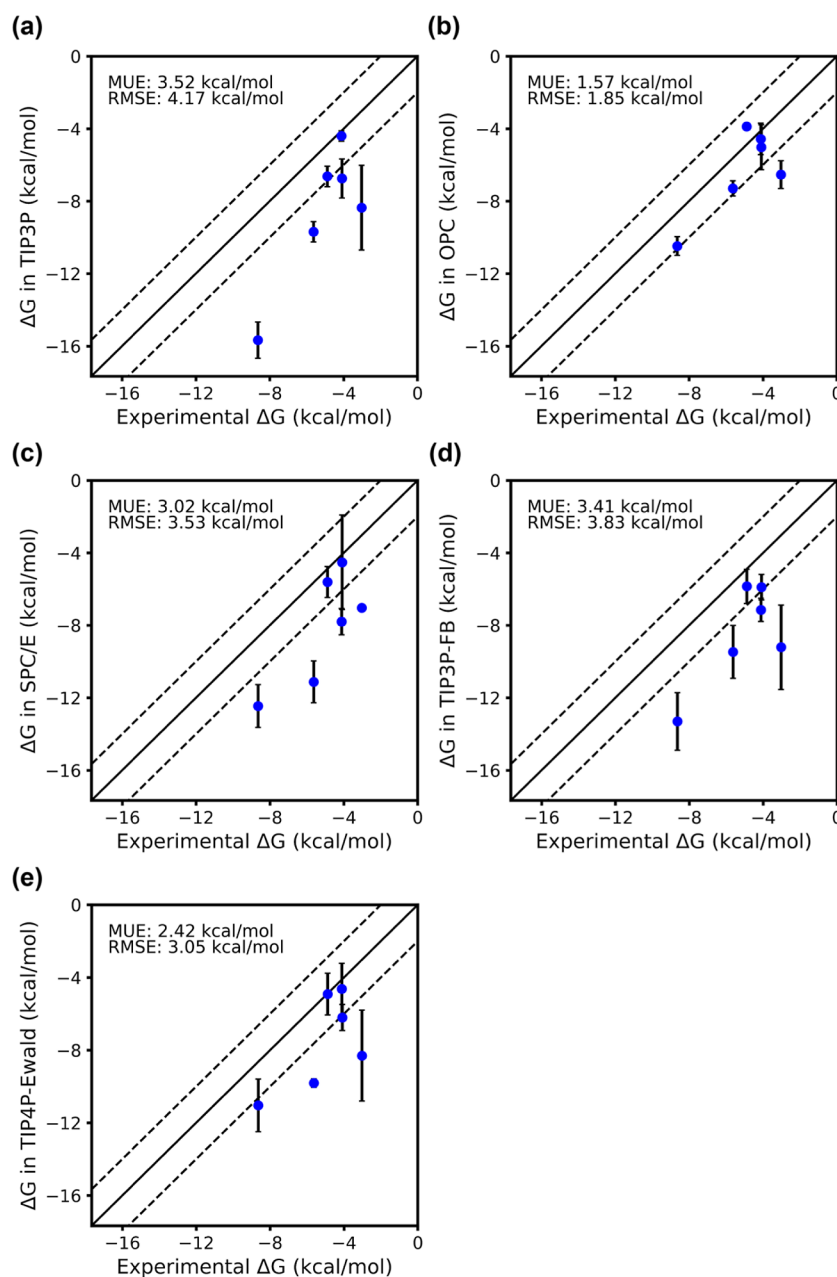 (a)
MUE: 3.52 kcal/mol
RMSE: 4.17 kcal/mol
ΔG in TIP3P (kcal/mol)
0
−4
−8
−12
−16
−16 −12 −8 −4 0
Experimental ΔG (kcal/mol)
(b)
MUE: 1.57 kcal/mol
RMSE: 1.85 kcal/mol
ΔG in OPC (kcal/mol)
0
−4
−8
−12
−16
−16 −12 −8 −4 0
Experimental ΔG (kcal/mol)
(c)
MUE: 3.02 kcal/mol
RMSE: 3.53 kcal/mol
ΔG in SPC/E (kcal/mol)
0
−4
−8
−12
−16
−16 −12 −8 −4 0
Experimental ΔG (kcal/mol)
(d)
MUE: 3.41 kcal/mol
RMSE: 3.83 kcal/mol
ΔG in TIP3P-FB (kcal/mol)
0
−4
−8
−12
−16
−16 −12 −8 −4 0
Experimental ΔG (kcal/mol)
(e)
MUE: 2.42 kcal/mol
RMSE: 3.05 kcal/mol
ΔG in TIP4P-Ewald (kcal/mol)
0
−4
−8
−12
−16
−16 −12 −8 −4 0
Experimental ΔG (kcal/mol)